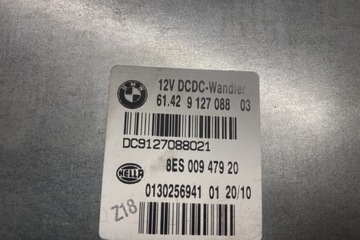 BMW
12V DCDC-Wandler
61.42 9 127 088 03
DC9127088021
8ES 009 479 20
HELLA
0130256941 01 20/10
Z18